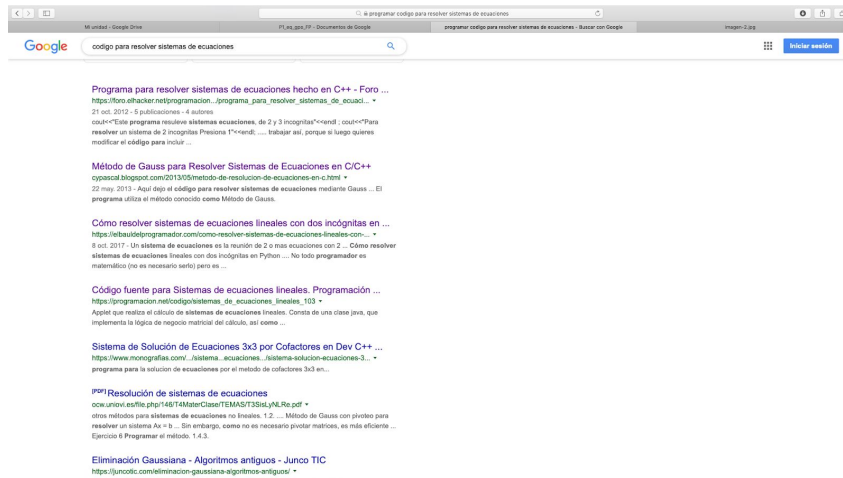 programar codigo para resolver sistemas de ecuaciones
Mi unidad - Google Drive
P1_eq_gpo_FP - Documentos de Google
programar codigo para resolver sistemas de ecuaciones - Buscar con Google
Imagen-2.jpg
Google
codigo para resolver sistemas de ecuaciones
Iniciar sesión
Programa para resolver sistemas de ecuaciones hecho en C++ - Foro ...
https://foro.elhacker.net/programacion.../programa_para_resolver_sistemas_de_ecuaci...
21 oct. 2012 - 5 publicaciones - 4 autores
cout<<"Este programa resuleve sistemas ecuaciones, de 2 y 3 incognitas"<<endl ; cout<<"Para
resolver un sistema de 2 incognitas Presiona 1"<<endl; ..... trabajar así, porque si luego quieres
modificar el código para incluir ...
Método de Gauss para Resolver Sistemas de Ecuaciones en C/C++
cypascal.blogspot.com/2013/05/metodo-de-resolucion-de-ecuaciones-en-c.html
22 may. 2013 - Aquí dejo el código para resolver sistemas de ecuaciones mediante Gauss ... El
programa utiliza el método conocido como Método de Gauss.
Cómo resolver sistemas de ecuaciones lineales con dos incógnitas en ...
https://elbauldelprogramador.com/como-resolver-sistemas-de-ecuaciones-lineales-con-...
8 oct. 2017 - Un sistema de ecuaciones es la reunión de 2 o mas ecuaciones con 2 ... Cómo resolver
sistemas de ecuaciones lineales con dos incógnitas en Python .... No todo programador es
matemático (no es necesario serlo) pero es ...
Código fuente para Sistemas de Ecuaciones lineales. Programación ...
https://programacion.net/codigo/sistemas_de_ecuaciones_lineales_103
Applet que realiza el cálculo de sistemas de ecuaciones lineales. Consta de una clase java, que
implementa la lógica de negocio matricial del cálculo, así como ...
Sistema de Solución de Ecuaciones 3x3 por Cofactores en Dev C++ ...
https://www.monografias.com/.../sistema...ecuaciones.../sistema-solucion-ecuaciones-3...
programa para la solucion de ecuaciones por el metodo de cofactores 3x3 en...
[PDF] Resolución de sistemas de ecuaciones
ocw.uniovi.es/file.php/146/T4MaterClase/TEMAS/T3SisLyNLRe.pdf
otros métodos para sistemas de ecuaciones no lineales. 1.2. .... Método de Gauss con pivoteo para
resolver un sistema Ax = b ... Sin embargo, como no es necesario pivotar matrices, es más eficiente ...
Ejercicio 6 Programar el método. 1.4.3.
Eliminación Gaussiana - Algoritmos antiguos - Junco TIC
https://juncotic.com/eliminacion-gaussiana-algoritmos-antiguos/